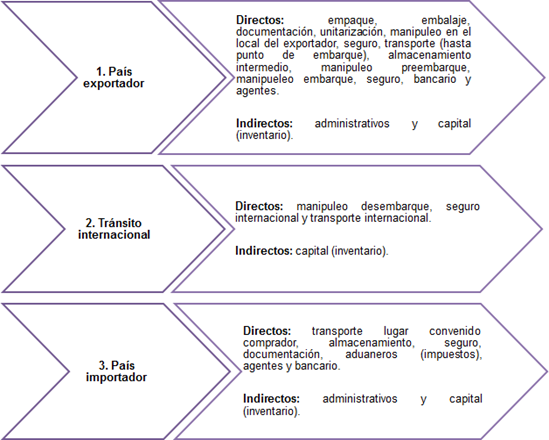 1. País
exportador
Directos: empaque, embalaje,
documentación, unitarización, manipuleo en el
local del exportador, seguro, transporte (hasta
punto de embarque), almacenamiento
intermedio, manipuleo preembarque,
manipueleo embarque, seguro, bancario y
agentes.
Indirectos: administrativos y capital
(inventario).
2. Tránsito
internacional
Directos: manipuleo desembarque, seguro
internacional y transporte internacional.
Indirectos: capital (inventario).
3. País
importador
Directos: transporte lugar convenido
comprador, almacenamiento, seguro,
documentación, aduaneros (impuestos),
agentes y bancario.
Indirectos: administrativos y capital
(inventario).